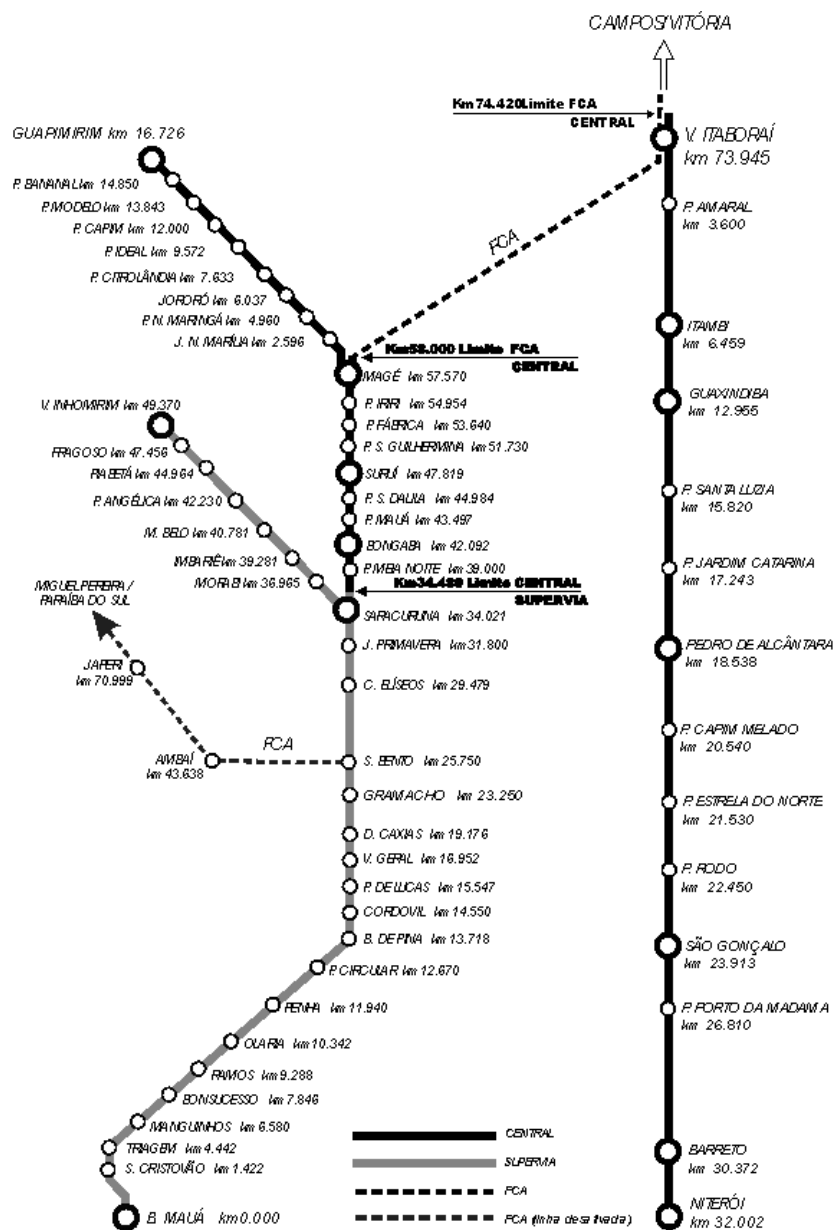 CAMPOS/VITÓRIA
Km74.420Limite FCA
CENTRAL
GUAPIMIRIM km 16.726
P. BANANAL km 14.850
P.MODELO km 13.843
P. CAPIM km 12.000
P.IDEAL km 9.572
P. CITROLÂNDIA km 7.633
JORORÓ km 6.037
P.N. MARINGÁ km 4.960
J. N. MARÍLIA km 2.596
FCA
Km58.000 Limite FCA
CENTRAL
MAGÉ km 57.570
P. IRIRI km 54.954
P. FÁBRICA km 53.640
P. S. GUILHERMINA km 51.730
SURUÍ km 47.819
P. S. DALILA km 44.984
P. MAUÁ km 43.497
BONGABA km 42.092
P.IMBA NOITE km 39.000
Km34.489 Limite CENTRAL
SUPERVIA
SARACURUNA km 34.021
V. INHOMIRIM km 49.370
FRAGOSO km 47.456
PIABETÁ km 44.964
P. ANGÉLICA km 42.230
M. BELO km 40.781
IMBARIÊ km 39.281
MORABI km 36.965
MIGUEL PEREIRA /
PARAÍBA DO SUL
JAPERI
km 70.999
AMBAÍ
km 43.638
FCA
J. PRIMAVERA km 31.800
C. ELÍSEOS km 29.479
S. BENTO km 25.750
GRAMACHO km 23.250
D. CAXIAS km 19.176
V. GERAL km 16.952
P. DE LUCAS km 15.547
CORDOVIL km 14.550
B. DE PINA km 13.718
P. CIRCULAR km 12.670
PENHA km 11.940
OLARIA km 10.342
RAMOS km 9.288
BONSUCESSO km 7.846
MANGUINHOS km 6.580
TRIAGEM km 4.442
S. CRISTOVÃO km 1.422
B. MAUÁ km 0.000
V. ITABORAÍ
km 73.945
P. AMARAL
km 3.600
ITAMBI
km 6.459
GUAXINDIBA
km 12.955
P. SANTA LUZIA
km 15.820
P. JARDIM CATARINA
km 17.243
PEDRO DE ALCÂNTARA
km 18.538
P. CAPIM MELADO
km 20.540
P. ESTRELA DO NORTE
km 21.530
P. RODO
km 22.450
SÃO GONÇALO
km 23.913
P. PORTO DA MADAMA
km 26.810
BARRETO
km 30.372
NITERÓI
km 32.002
CENTRAL
SUPERVIA
FCA
FCA (linha desativada)